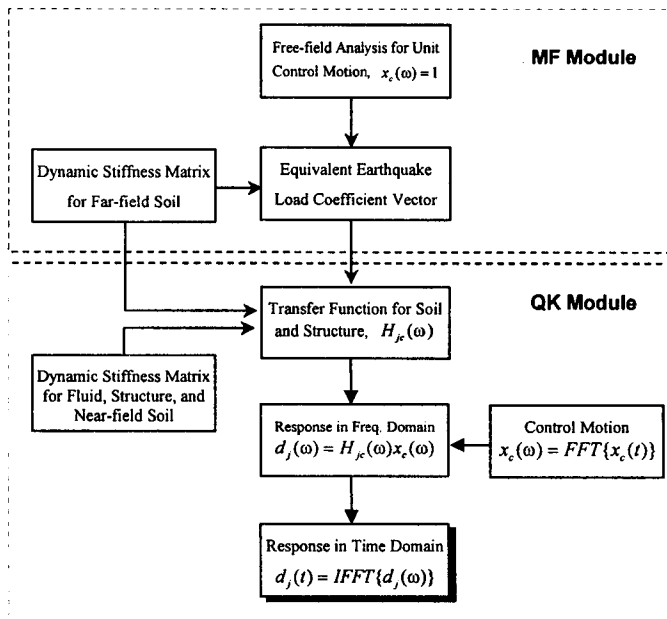 Free-field Analysis for Unit
Control Motion, x_c(ω) = 1
MF Module
Dynamic Stiffness Matrix
for Far-field Soil
Equivalent Earthquake
Load Coefficient Vector
Transfer Function for Soil
and Structure, H_jc(ω)
QK Module
Dynamic Stiffness Matrix
for Fluid, Structure, and
Near-field Soil
Response in Freq. Domain
d_j(ω) = H_jc(ω)x_c(ω)
Control Motion
x_c(ω) = FFT{x_c(t)}
Response in Time Domain
d_j(t) = IFFT{d_j(ω)}